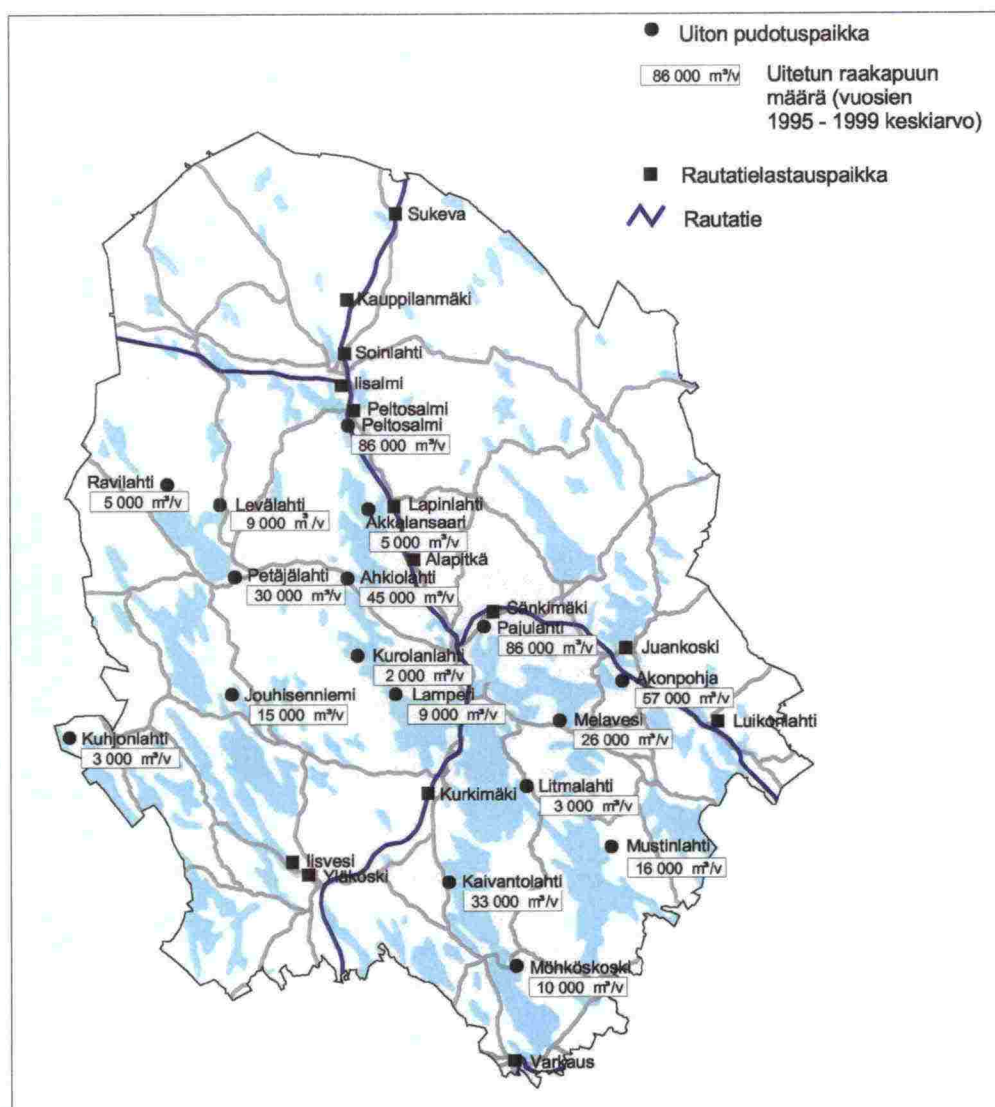 Uiton pudotuspaikka
86 000 m³/v
Uitetun raakapuun
määrä (vuosien
1995 - 1999 keskiarvo)
Rautatielastauspaikka
Rautatie
Sukeva
Kauppilanmäki
Soinlahti
Iisalmi
Peltosalmi
Peltosalmi
86 000 m³/v
Ravilahti
5 000 m³/v
Levälahti
9 000 m³/v
Lapinlahti
Akkalansaari
5 000 m³/v
Alapitkä
Petäjälahti
30 000 m³/v
Ahkiolahti
45 000 m³/v
Sänkimäki
Pajulahti
86 000 m³/v
Juankoski
Kurolanlahti
2 000 m³/v
Akonpohja
57 000 m³/v
Jouhisenniemi
15 000 m³/v
Lamperi
9 000 m³/v
Melavesi
26 000 m³/v
Luikonlahti
Kuhjonlahti
3 000 m³/v
Kurkimäki
Litmalahti
3 000 m³/v
Mustinlahti
16 000 m³/v
Iisvesi
Yläkoski
Kaivantolahti
33 000 m³/v
Möhköskoski
10 000 m³/v
Varkaus